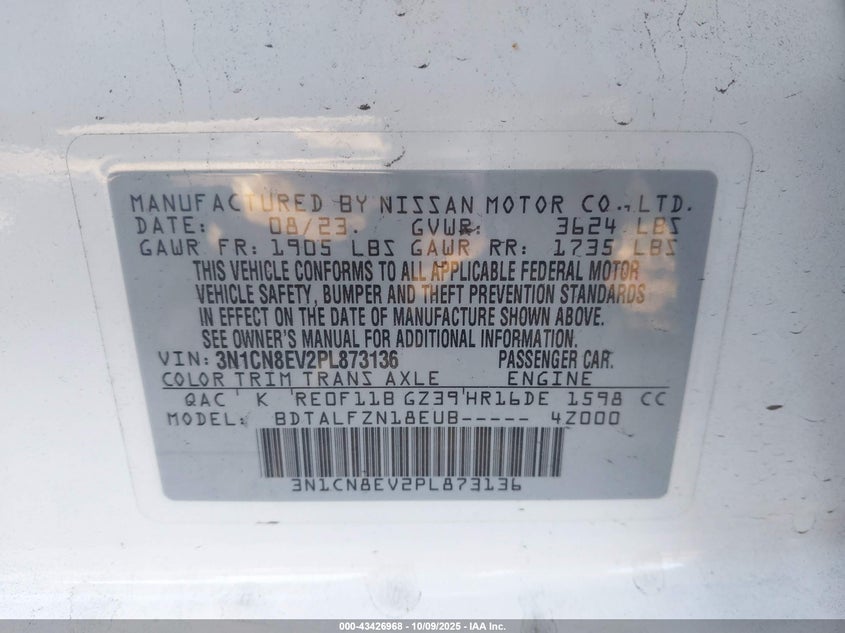 MANUFACTURED BY NISSAN MOTOR CO., LTD.
DATE: 08/23. GVWR: 3624 LBS
GAWR FR: 1905 LBS GAWR RR: 1735 LBS
THIS VEHICLE CONFORMS TO ALL APPLICABLE FEDERAL MOTOR
VEHICLE SAFETY, BUMPER AND THEFT PREVENTION STANDARDS
IN EFFECT ON THE DATE OF MANUFACTURE SHOWN ABOVE.
SEE OWNER'S MANUAL FOR ADDITIONAL INFORMATION.
VIN: 3N1CN8EV2PL873136 PASSENGER CAR.
COLOR TRIM TRANS AXLE ENGINE
QAC K RE0F11B GZ39 HR16DE 1598 CC
MODEL: BDTALFZN18EUB----- 4Z000
3N1CN8EV2PL873136
000-43426968 - 10/09/2025 - IAA Inc.